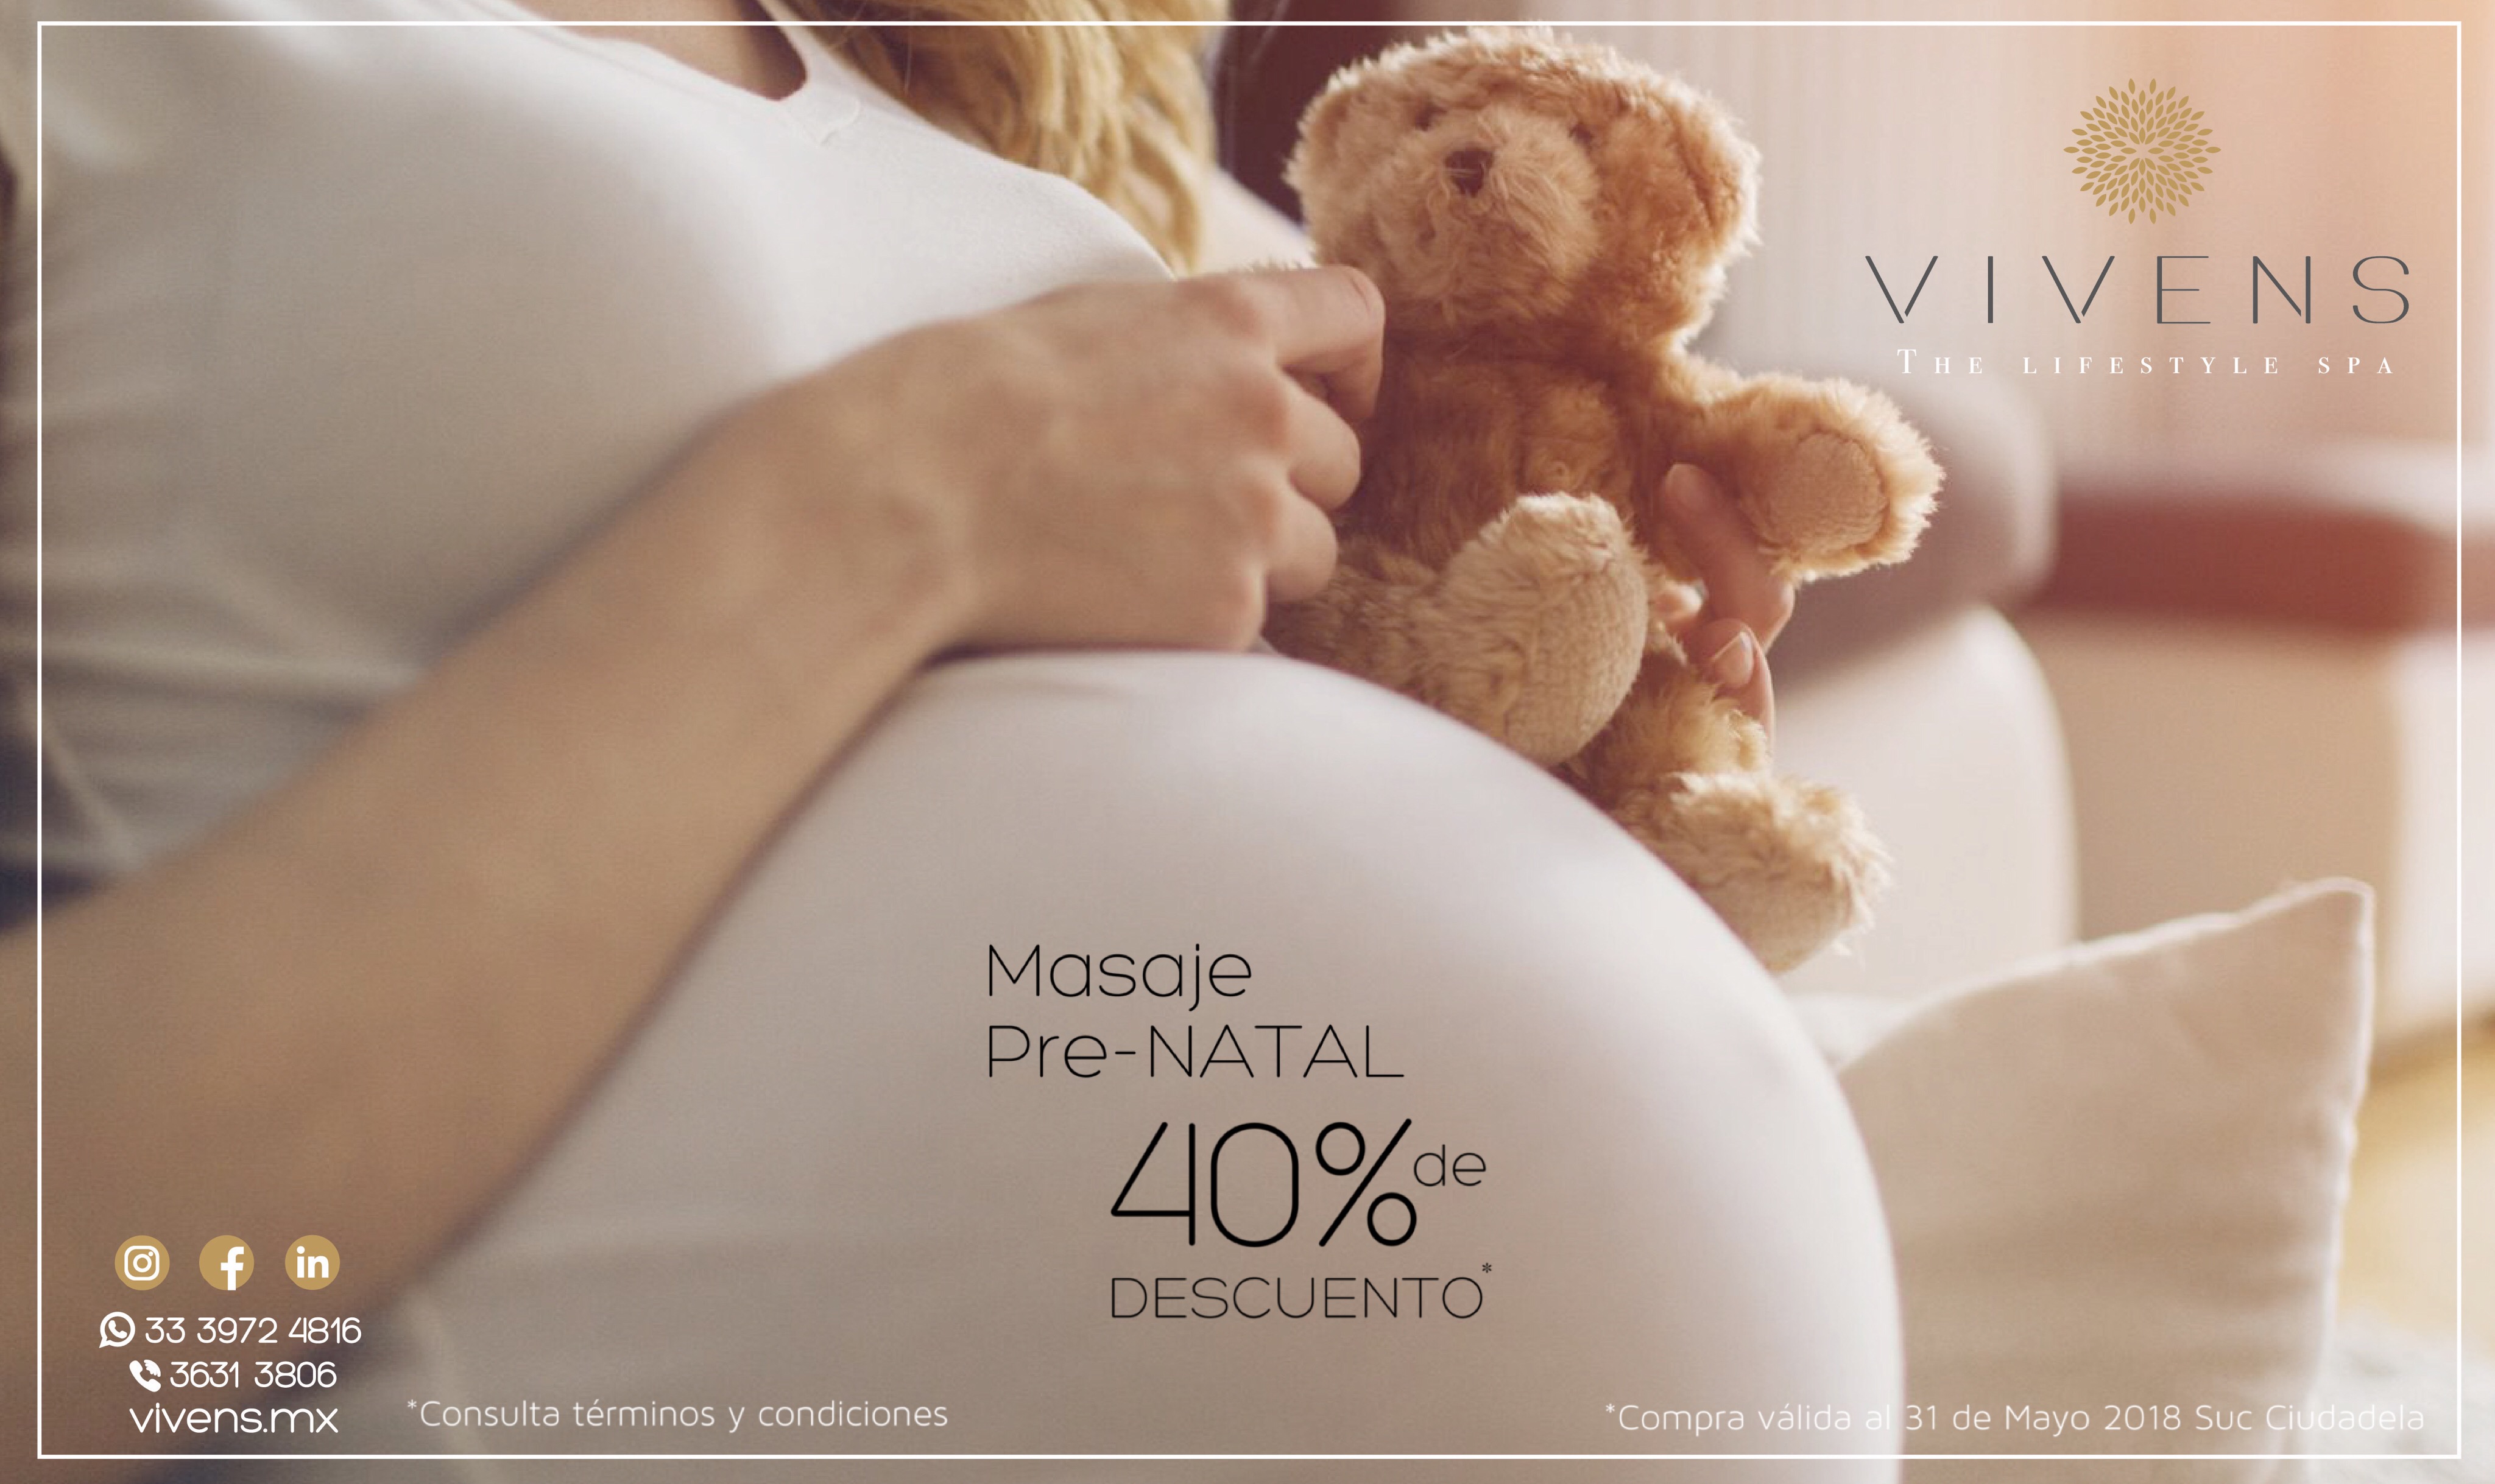 VIVENS
THE LIFESTYLE SPA
Masaje
Pre-NATAL
40% de
DESCUENTO*
33 3972 4816
3631 3806
vivens.mx
*Consulta términos y condiciones
*Compra válida al 31 de Mayo 2018 Suc Ciudadela